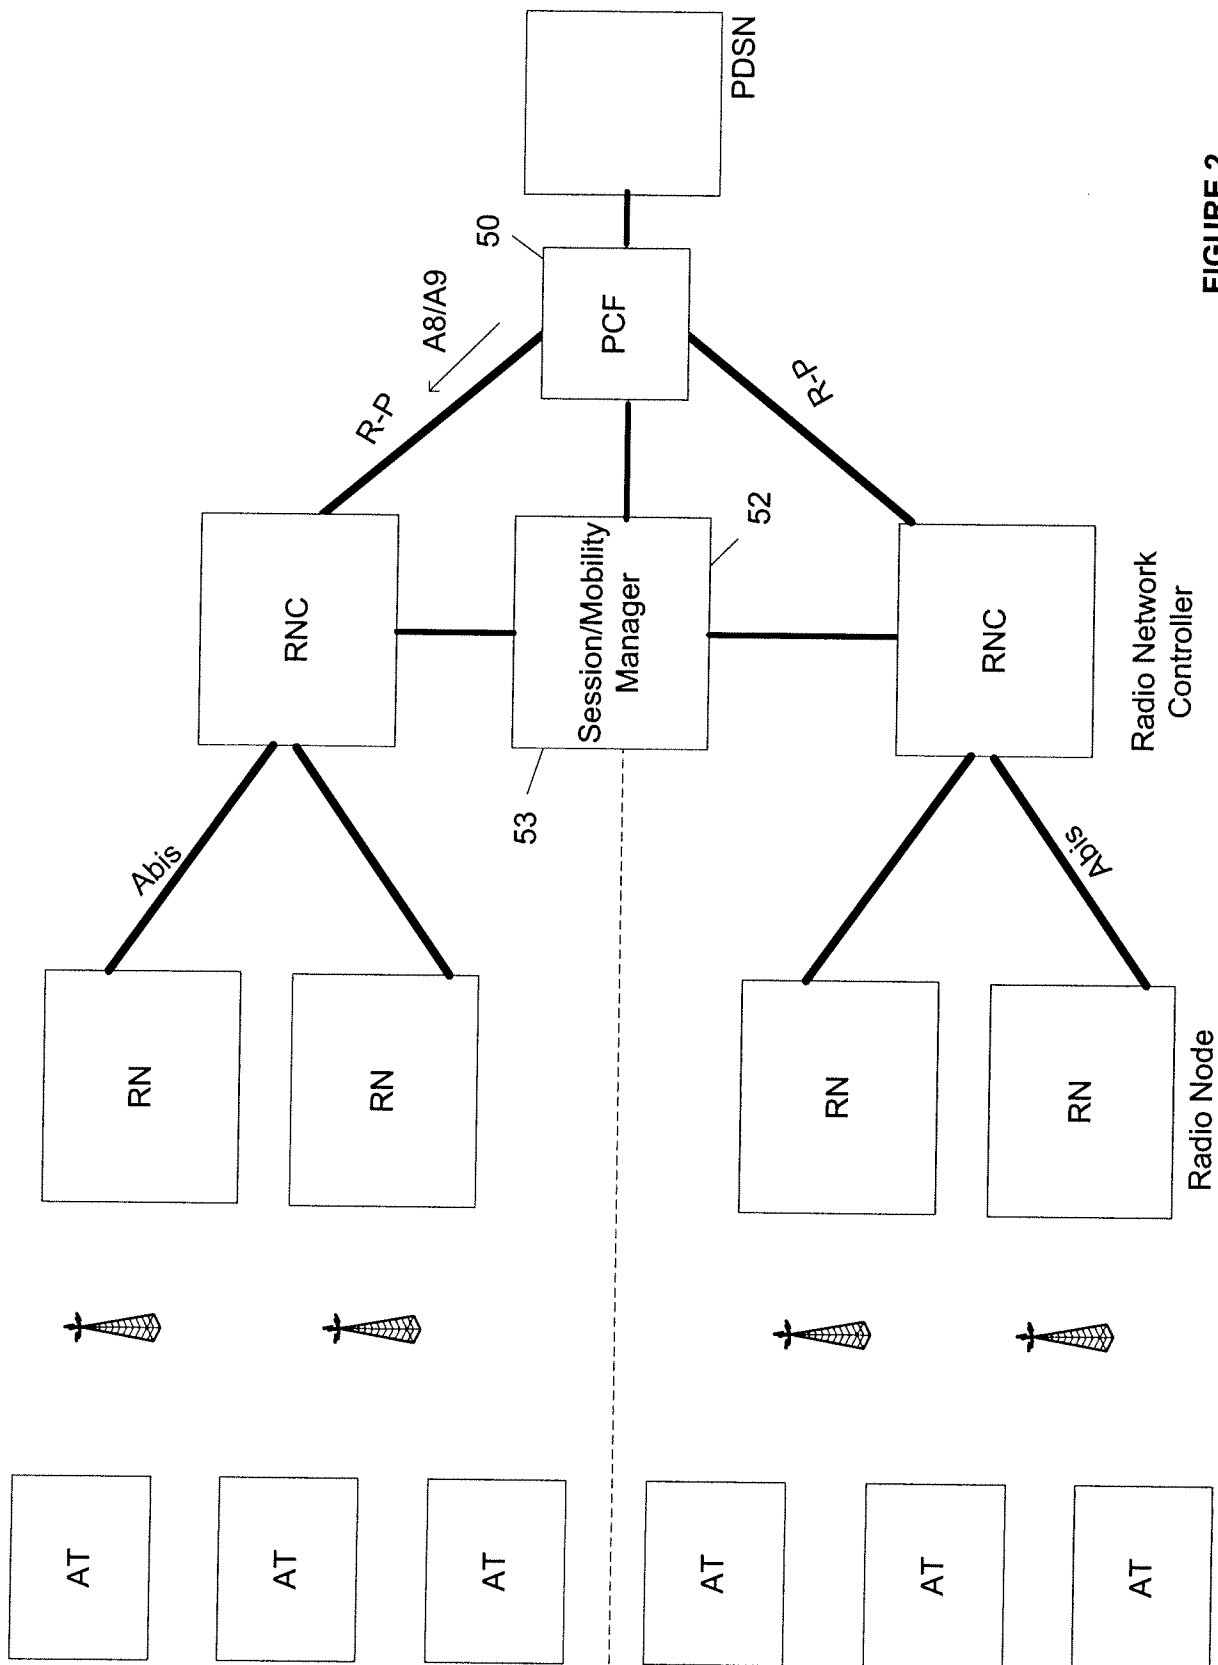 AT
AT
AT
AT
AT
AT
RN
RN
RN
RN
Radio Node
Abis
Abis
RNC
RNC
Radio Network
Controller
53
Session/Mobility
Manager
52
R-P
A8/A9
R-P
50
PCF
PDSN
FIGURE 2